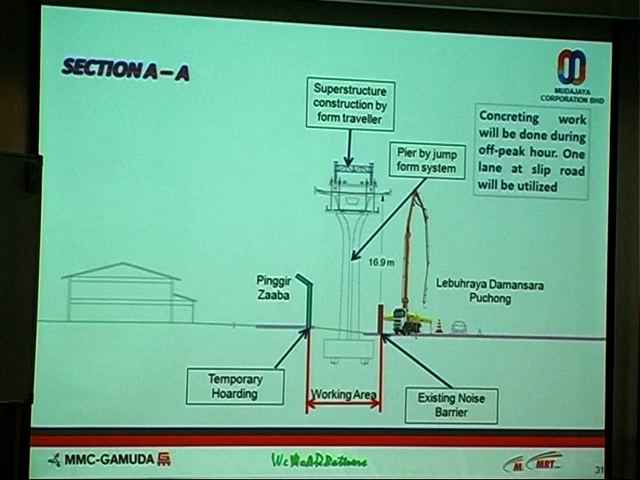 SECTION A – A
MUDAJAYA
CORPORATION BHD
Superstructure
construction by
form traveller
Concreting work
will be done during
off-peak hour. One
lane at slip road
will be utilized
Pier by jump
form system
16.9 m
Pinggir
Zaaba
Lebuhraya Damansara
Puchong
Temporary
Hoarding
Working Area
Existing Noise
Barrier
MMC-GAMUDA
MRT
31